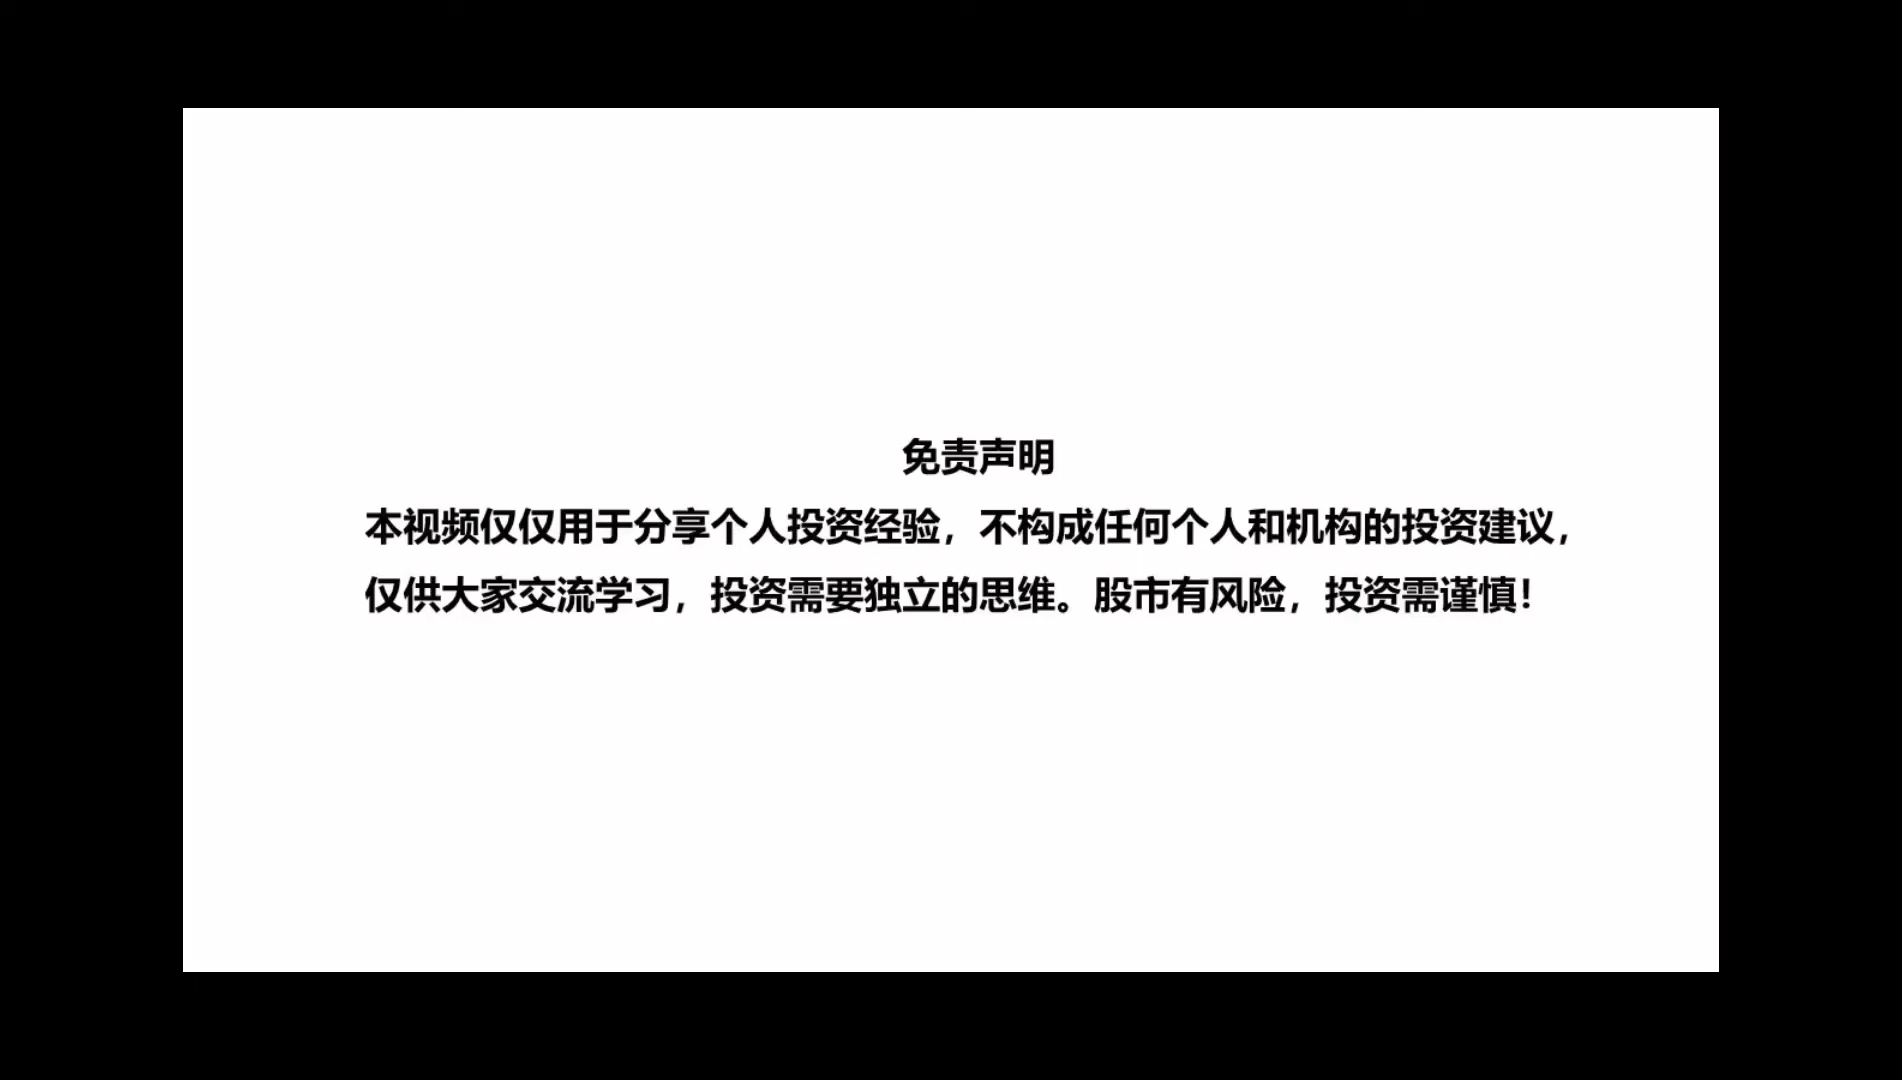 免责声明
本视频仅仅用于分享个人投资经验，不构成任何个人和机构的投资建议，
仅供大家交流学习，投资需要独立的思维。股市有风险，投资需谨慎！